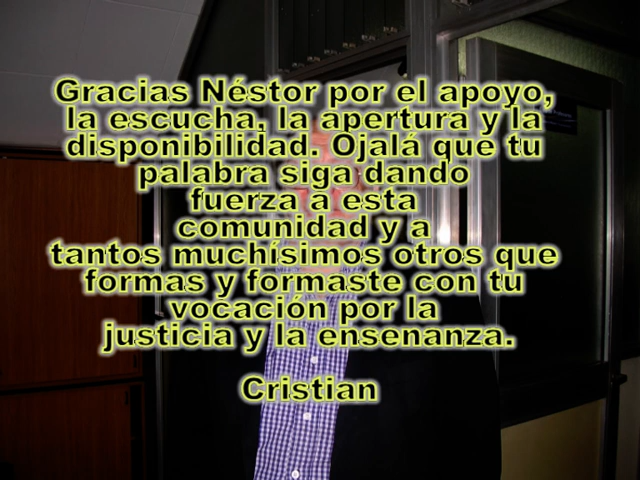 Gracias Néstor por el apoyo,
la escucha, la apertura y la
disponibilidad. Ojalá que tu
palabra siga dando
fuerza a esta
comunidad y a
tantos muchísimos otros que
formas y formaste con tu
vocación por la
justicia y la ensenanza.
Cristian